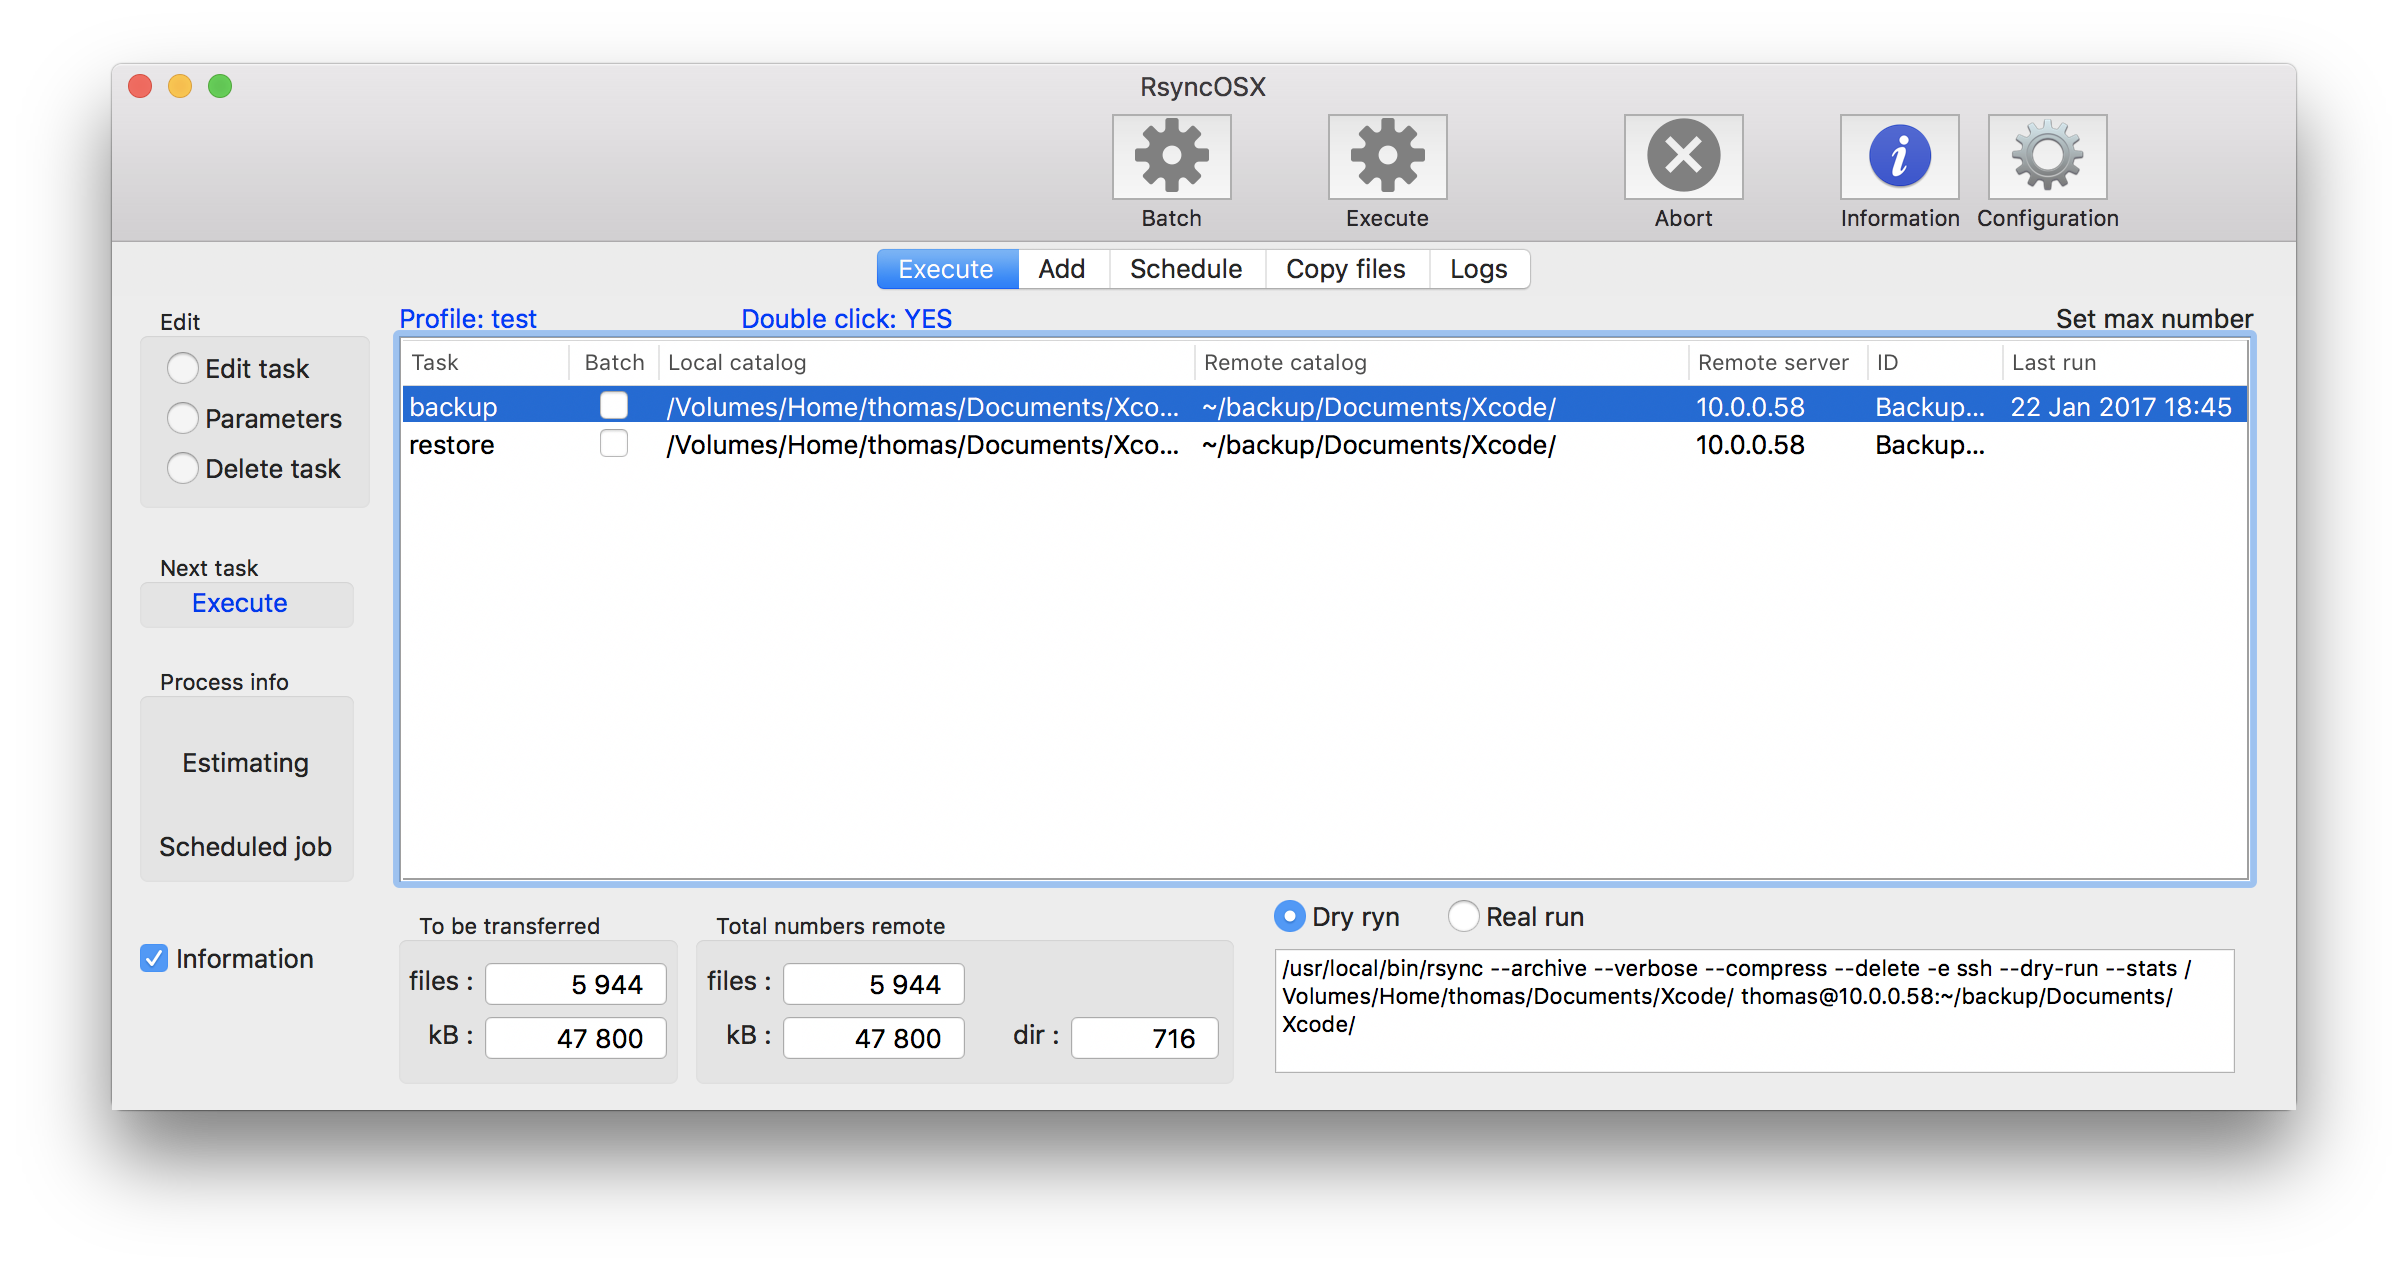 RsyncOSX
Batch Execute Abort Information Configuration
Execute Add Schedule Copy files Logs
Edit
Edit task
Parameters
Delete task
Next task
Execute
Process info
Estimating
Scheduled job
Information
Profile: test Double click: YES Set max number
Task Batch Local catalog Remote catalog Remote server ID Last run
backup /Volumes/Home/thomas/Documents/Xco... ~/backup/Documents/Xcode/ 10.0.0.58 Backup... 22 Jan 2017 18:45
restore /Volumes/Home/thomas/Documents/Xco... ~/backup/Documents/Xcode/ 10.0.0.58 Backup...
To be transferred
files : 5 944
kB : 47 800
Total numbers remote
files : 5 944
kB : 47 800 dir : 716
Dry ryn Real run
/usr/local/bin/rsync --archive --verbose --compress --delete -e ssh --dry-run --stats /
Volumes/Home/thomas/Documents/Xcode/ thomas@10.0.0.58:~/backup/Documents/
Xcode/